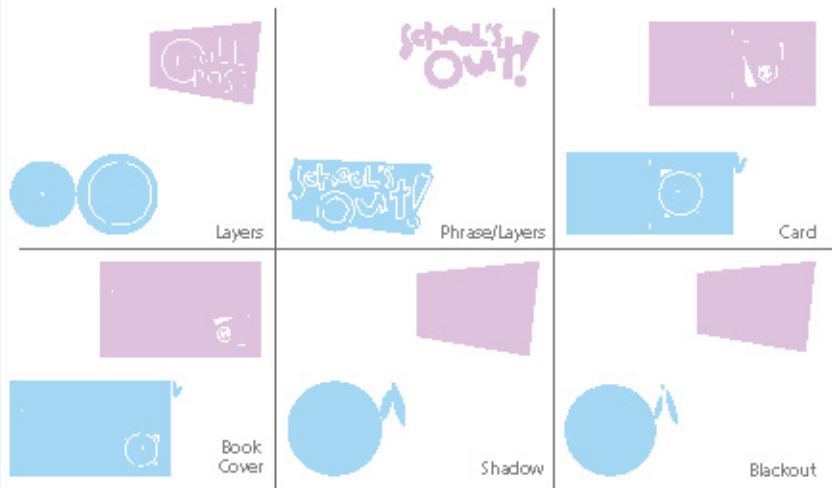 School's
Out!
School's
Out!
Layers
Phrase/Layers
Card
Book
Cover
Shadow
Blackout